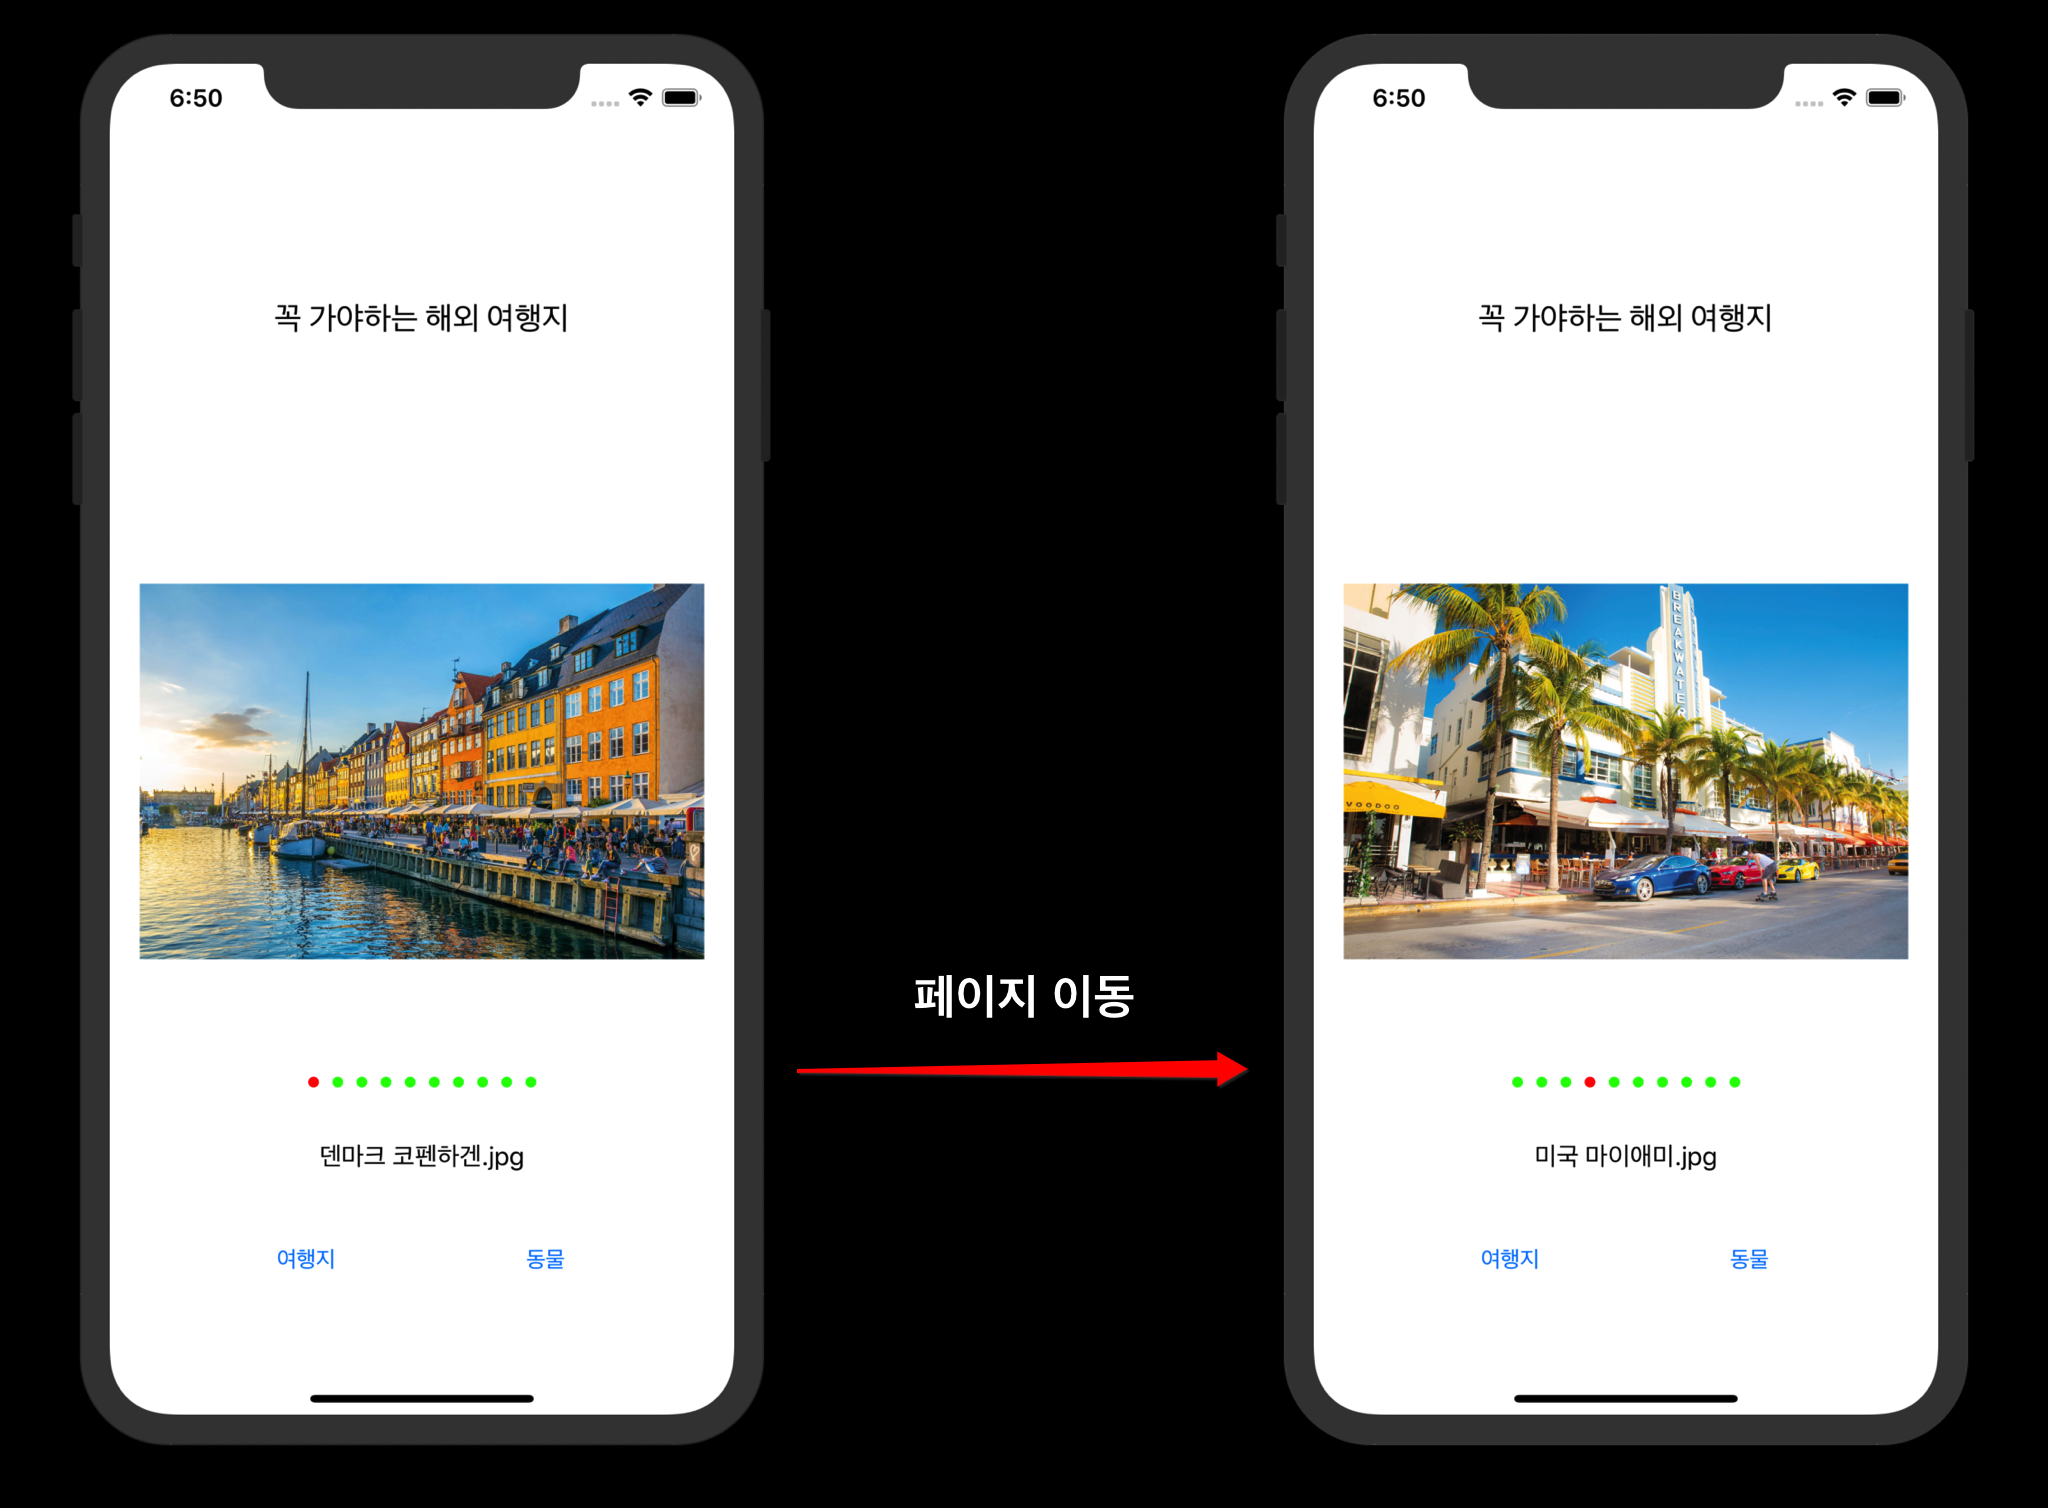 6:50
꼭 가야하는 해외 여행지
덴마크 코펜하겐.jpg
여행지 동물
페이지 이동
6:50
꼭 가야하는 해외 여행지
BREAKWATER
VOODOO
미국 마이애미.jpg
여행지 동물